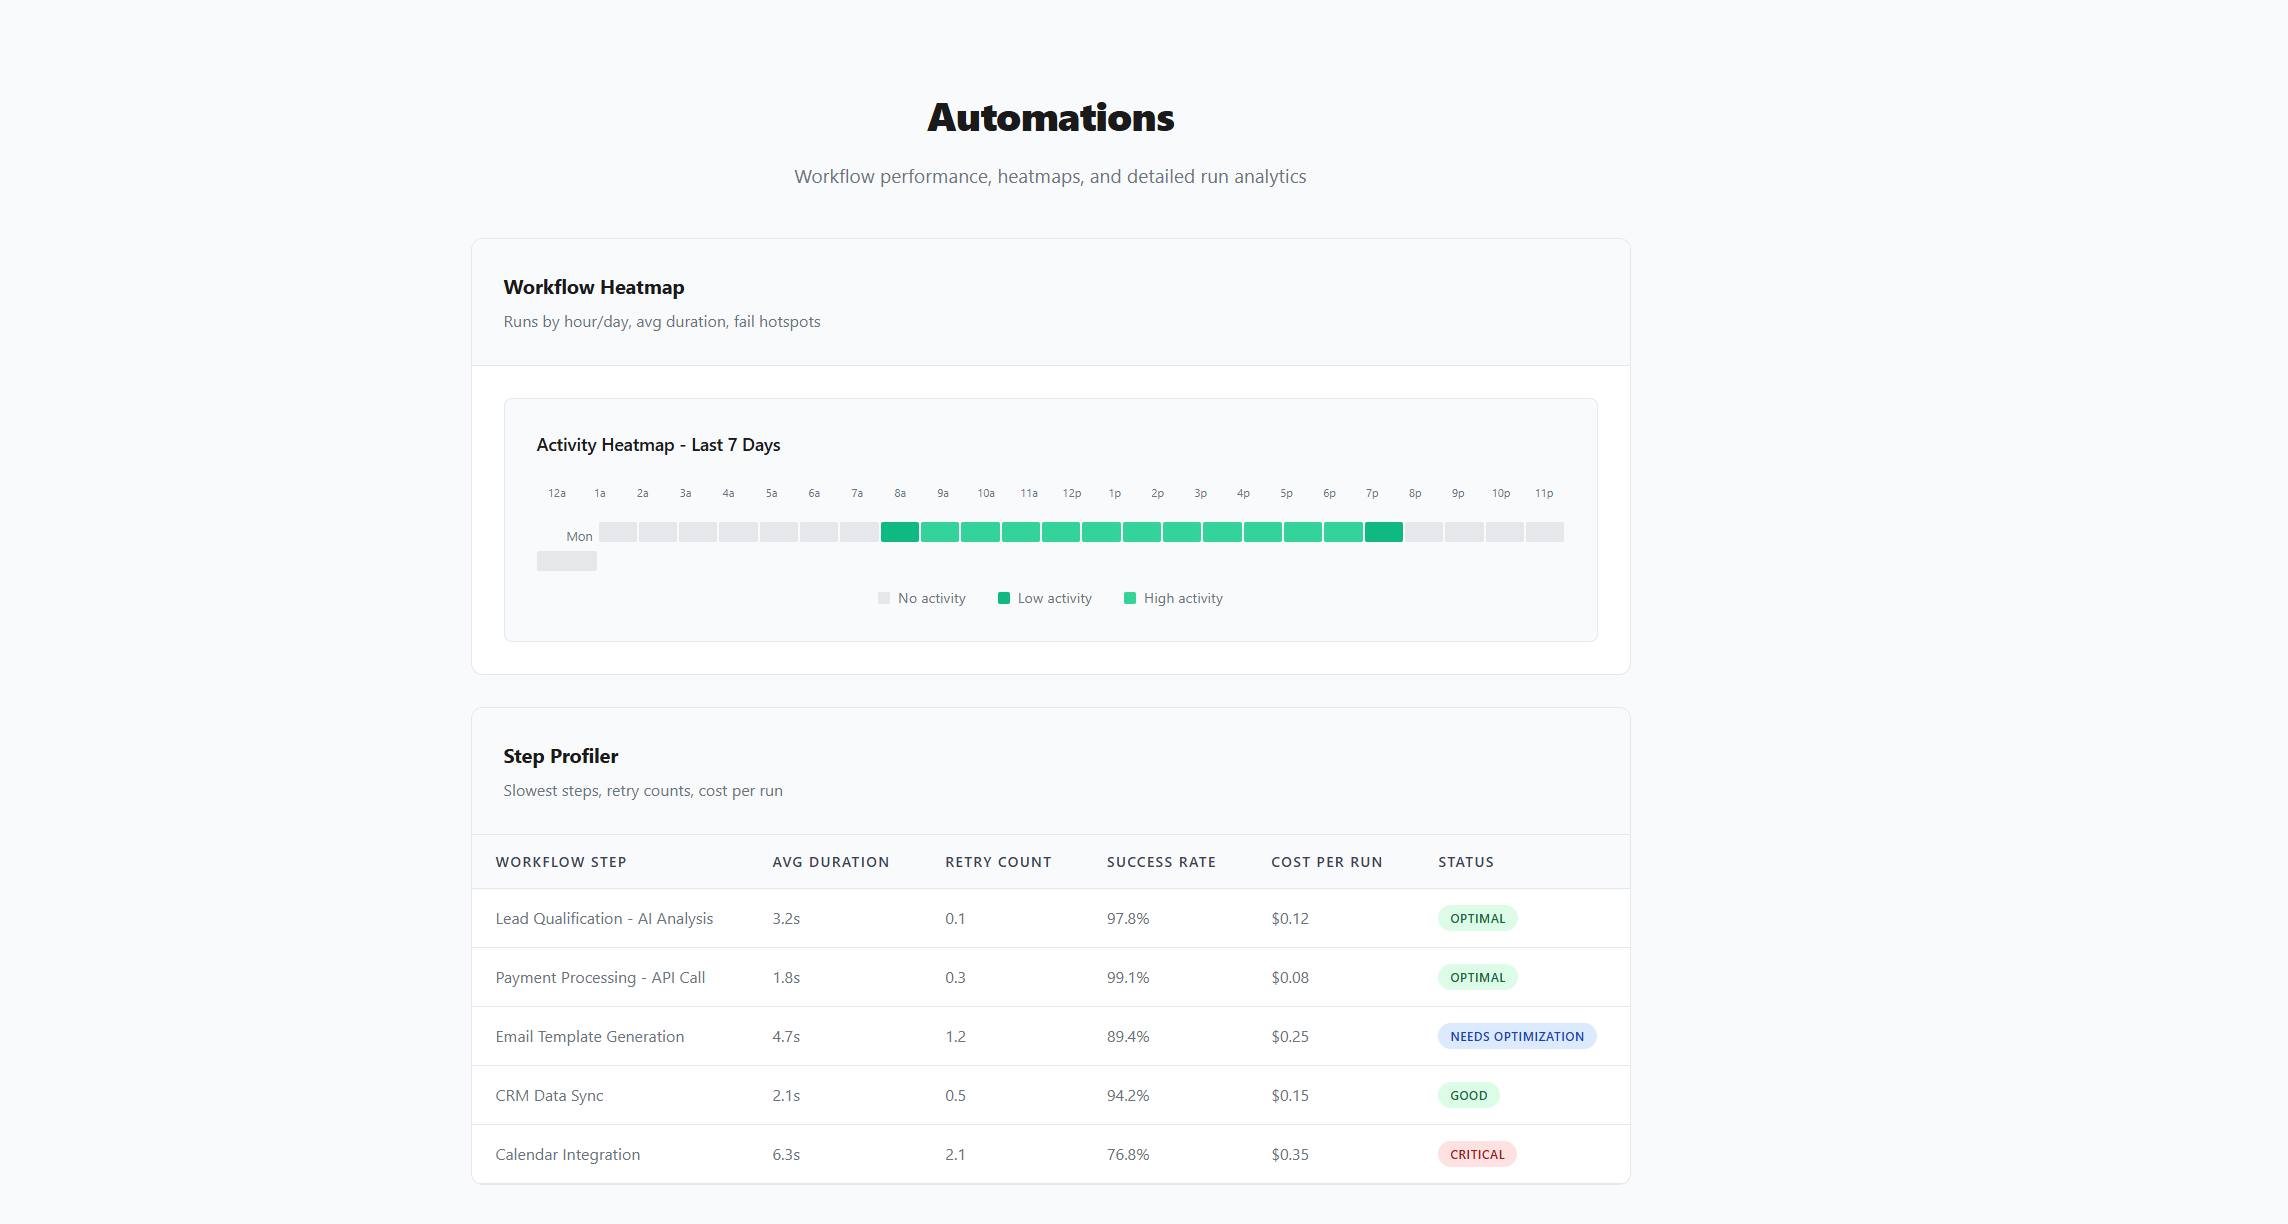 Automations
Workflow performance, heatmaps, and detailed run analytics
Workflow Heatmap
Runs by hour/day, avg duration, fail hotspots
Activity Heatmap - Last 7 Days
12a 1a 2a 3a 4a 5a 6a 7a 8a 9a 10a 11a 12p 1p 2p 3p 4p 5p 6p 7p 8p 9p 10p 11p
Mon
No activity Low activity High activity
Step Profiler
Slowest steps, retry counts, cost per run
WORKFLOW STEP AVG DURATION RETRY COUNT SUCCESS RATE COST PER RUN STATUS
Lead Qualification - AI Analysis 3.2s 0.1 97.8% $0.12 OPTIMAL
Payment Processing - API Call 1.8s 0.3 99.1% $0.08 OPTIMAL
Email Template Generation 4.7s 1.2 89.4% $0.25 NEEDS OPTIMIZATION
CRM Data Sync 2.1s 0.5 94.2% $0.15 GOOD
Calendar Integration 6.3s 2.1 76.8% $0.35 CRITICAL